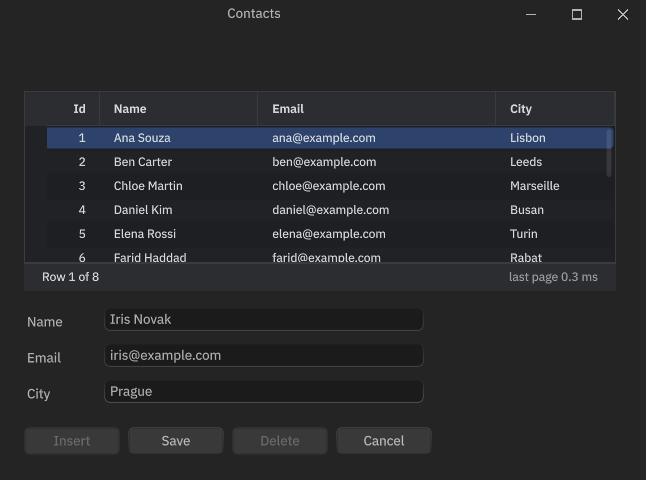 Contacts
Id Name Email City
1 Ana Souza ana@example.com Lisbon
2 Ben Carter ben@example.com Leeds
3 Chloe Martin chloe@example.com Marseille
4 Daniel Kim daniel@example.com Busan
5 Elena Rossi elena@example.com Turin
6 Farid Haddad farid@example.com Rabat
Row 1 of 8 last page 0.3 ms
Name Iris Novak
Email iris@example.com
City Prague
Insert Save Delete Cancel